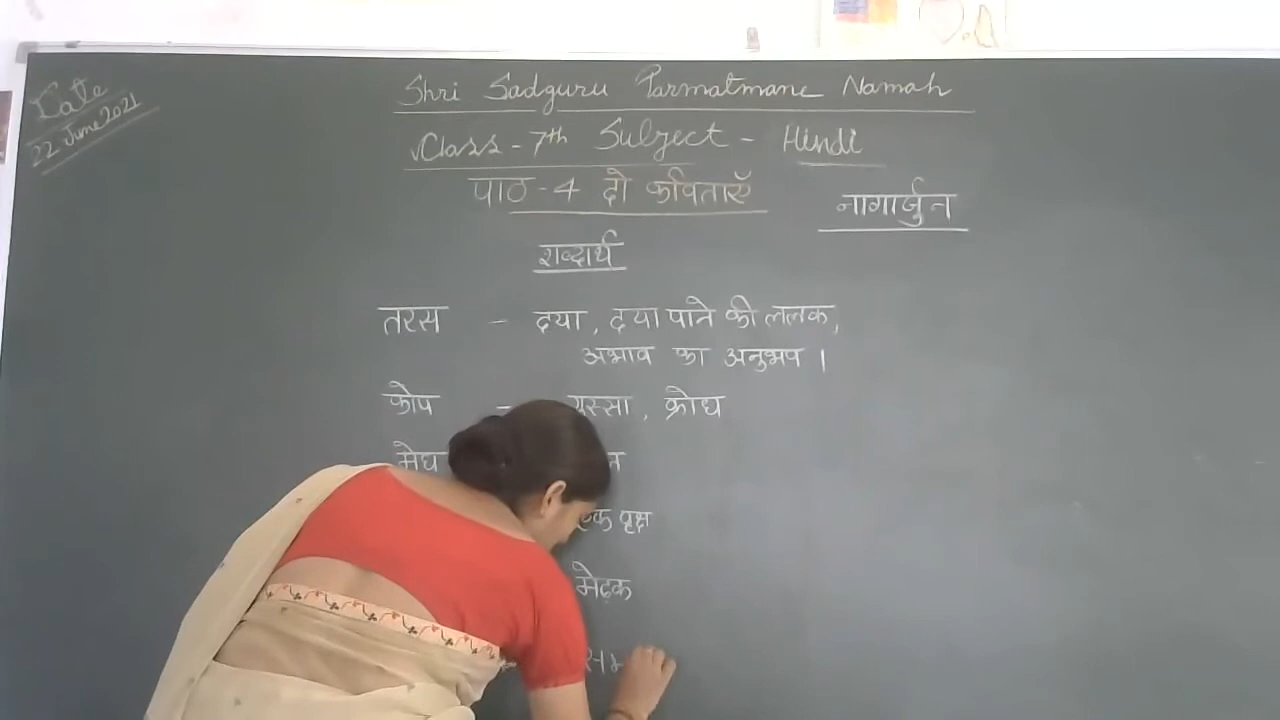 Date
22 June 2021
Shri Sadguru Parmatmane Namah
Class - 7th Subject - Hindi
पाठ - 4 दो कविताएँ
नागार्जुन
शब्दार्थ
तरस - दया, दया पाने की ललक,
अभाव का अनुभव ।
कोप - गुस्सा, क्रोध
मेघ
एक वृक्ष
मेढ़क